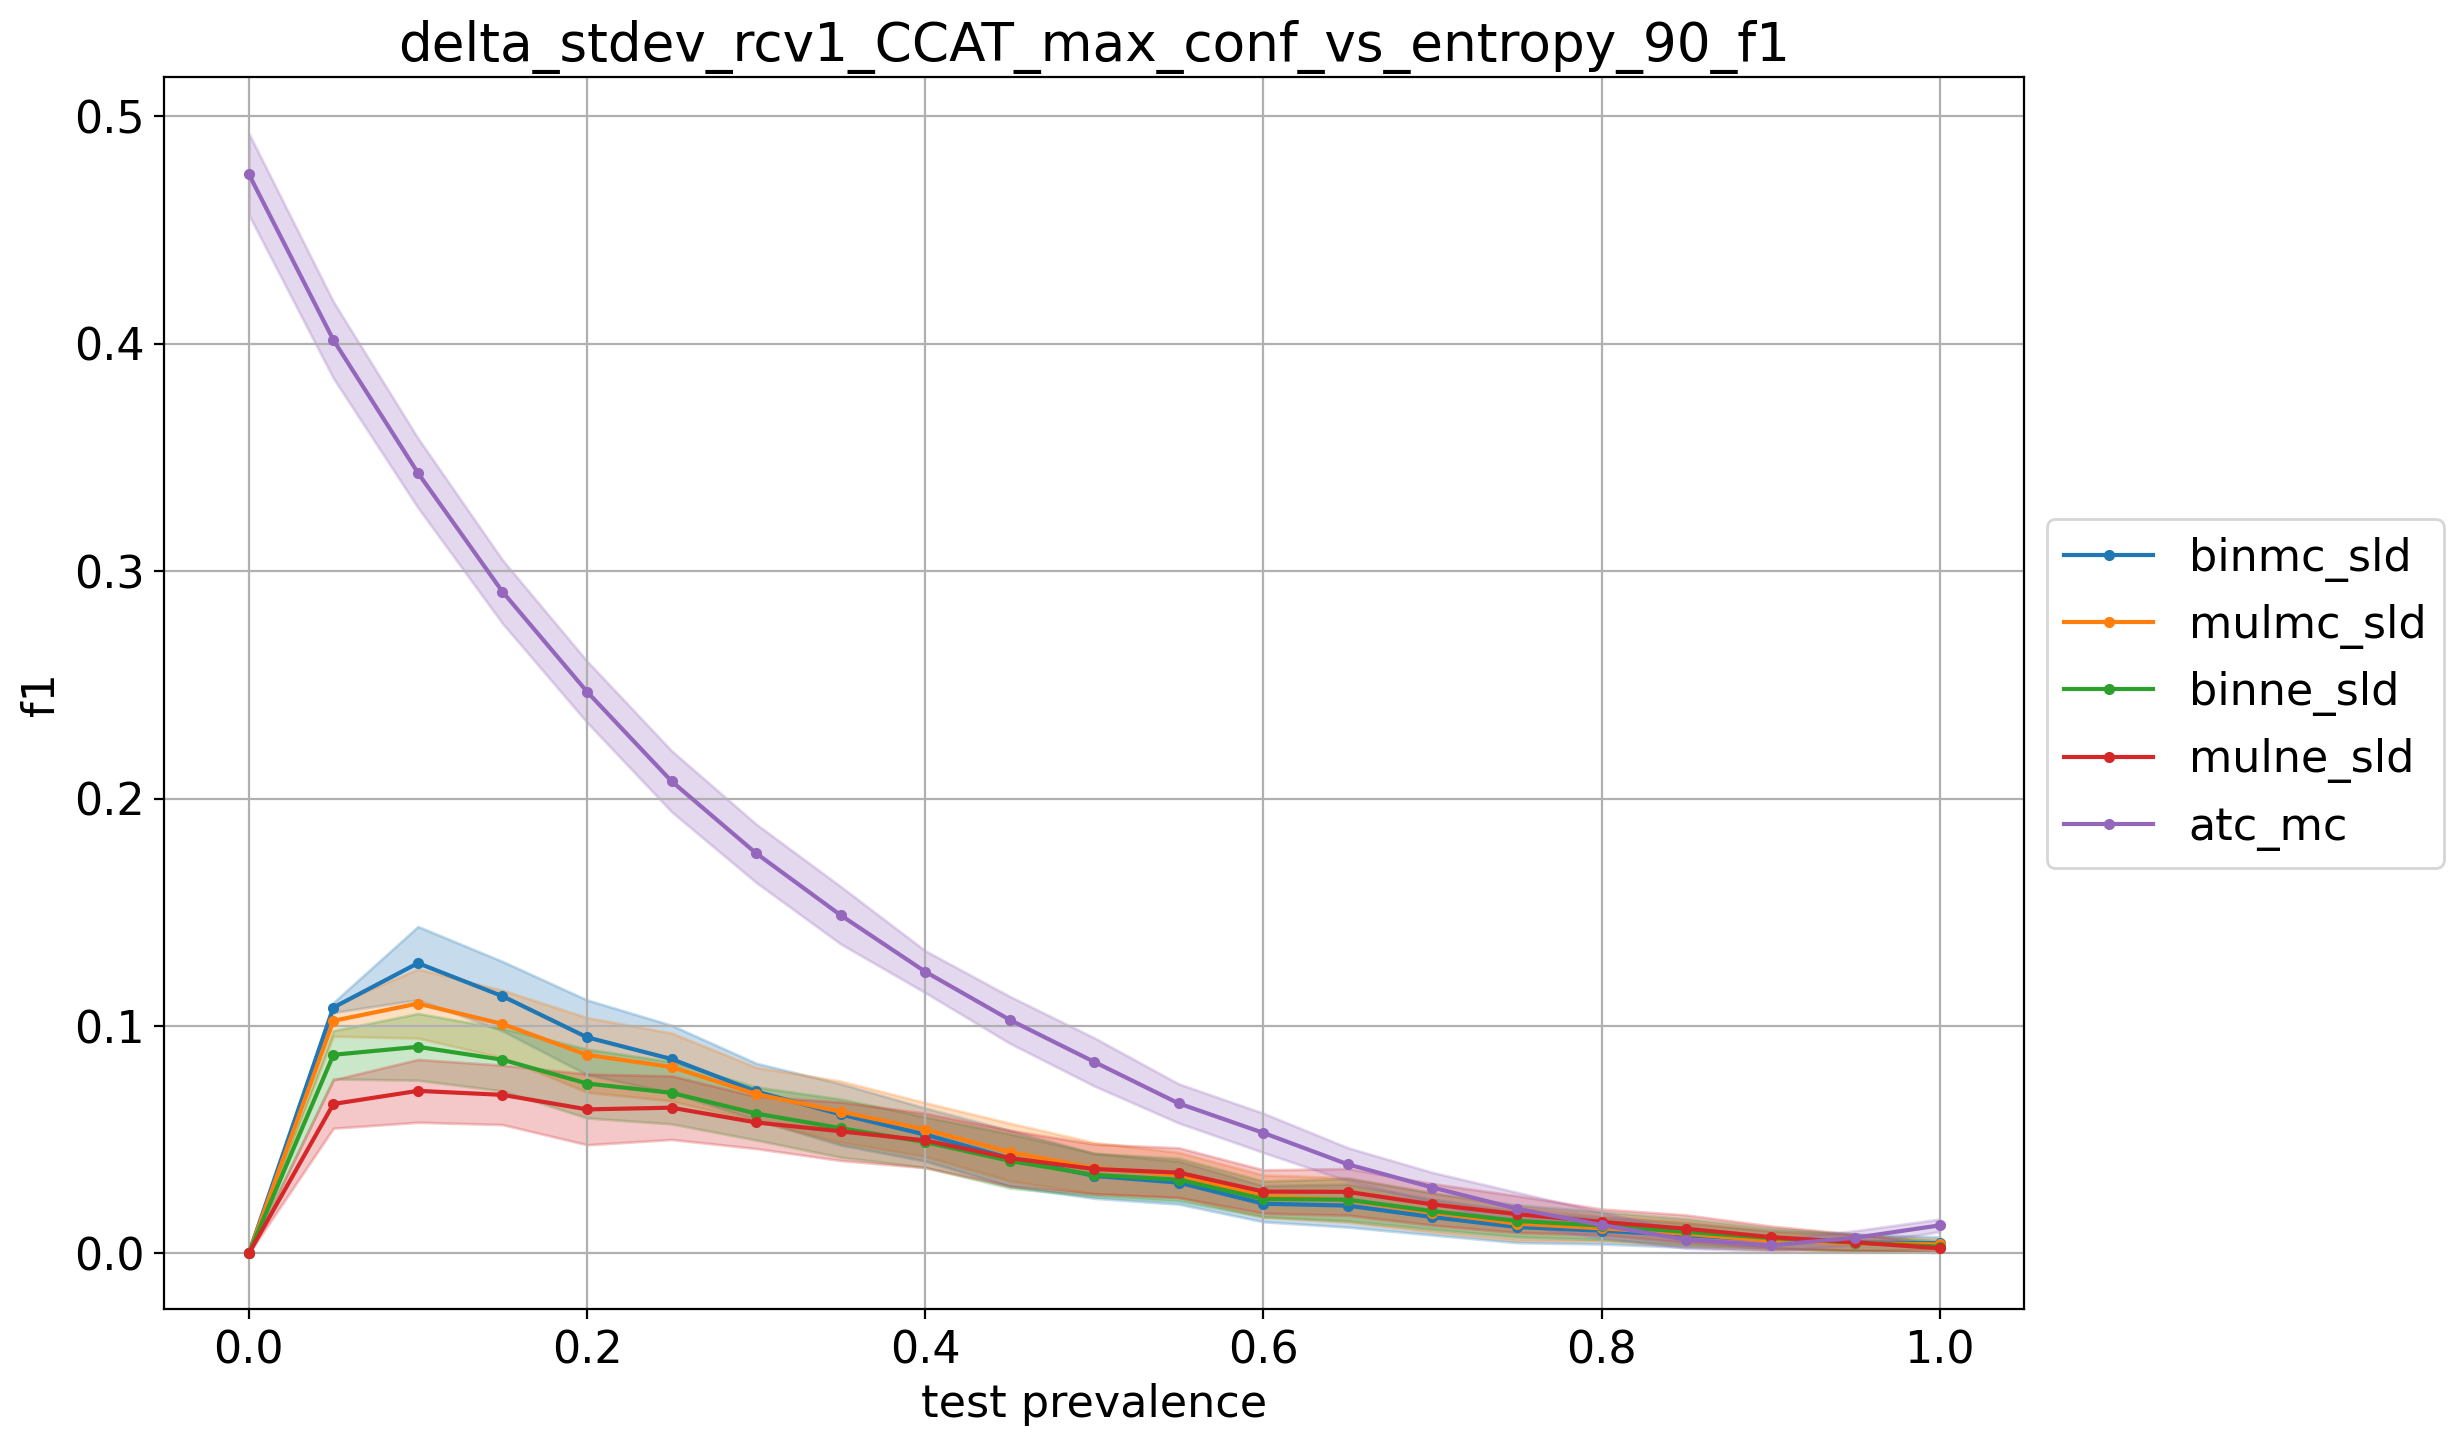 delta_stdev_rcv1_CCAT_max_conf_vs_entropy_90_f1
0.5
0.4
0.3
0.2
0.1
0.0
f1
0.0 0.2 0.4 0.6 0.8 1.0
test prevalence
binmc_sld
mulmc_sld
binne_sld
mulne_sld
atc_mc